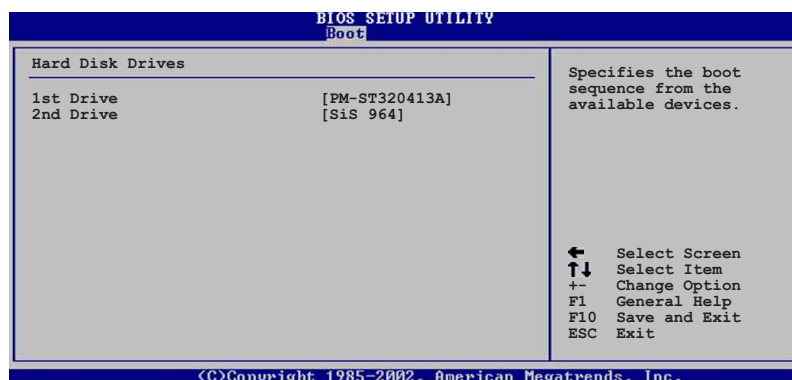 BIOS SETUP UTILITY
Boot
Hard Disk Drives
1st Drive [PM-ST320413A]
2nd Drive [SiS 964]
Specifies the boot
sequence from the
available devices.
← Select Screen
↑↓ Select Item
+- Change Option
F1 General Help
F10 Save and Exit
ESC Exit
(C)Copyright 1985-2002, American Megatrends, Inc.